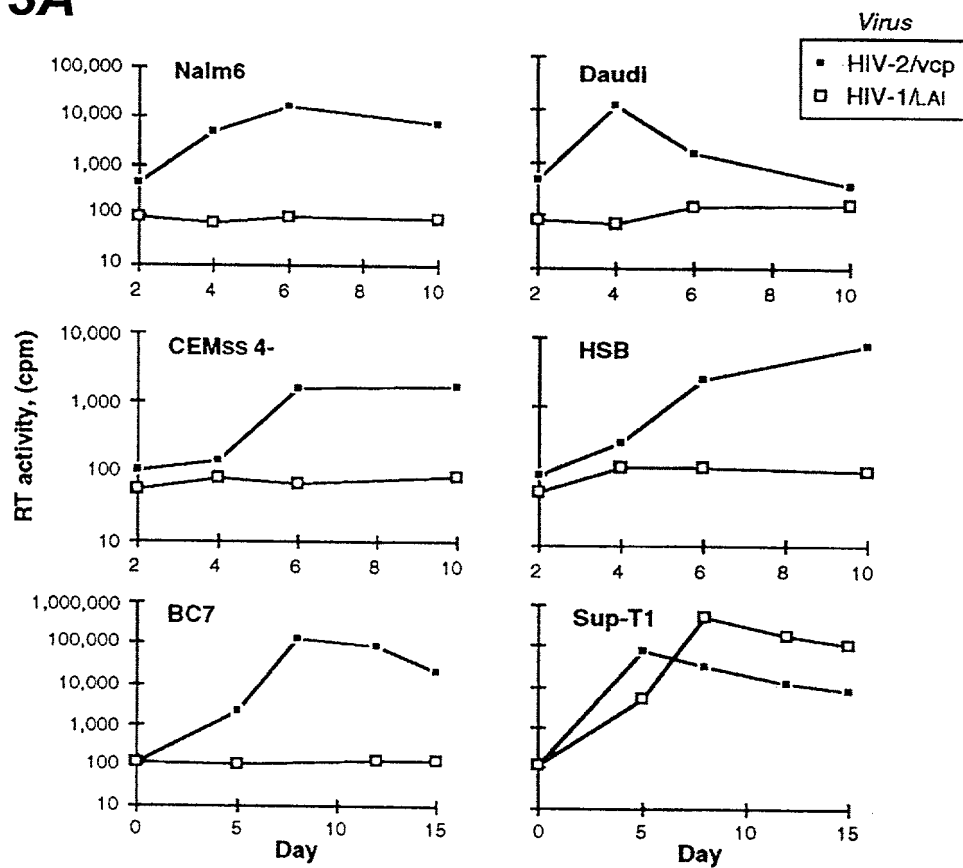 3A
Virus
HIV-2/vcp
HIV-1/LAI
Nalm6
100,000
10,000
1,000
100
10
2 4 6 8 10
Daudi
2 4 6 8 10
RT activity, (cpm)
CEMss 4-
10,000
1,000
100
10
2 4 6 8 10
HSB
2 4 6 8 10
BC7
1,000,000
100,000
10,000
1,000
100
10
0 5 10 15
Day
Sup-T1
0 5 10 15
Day